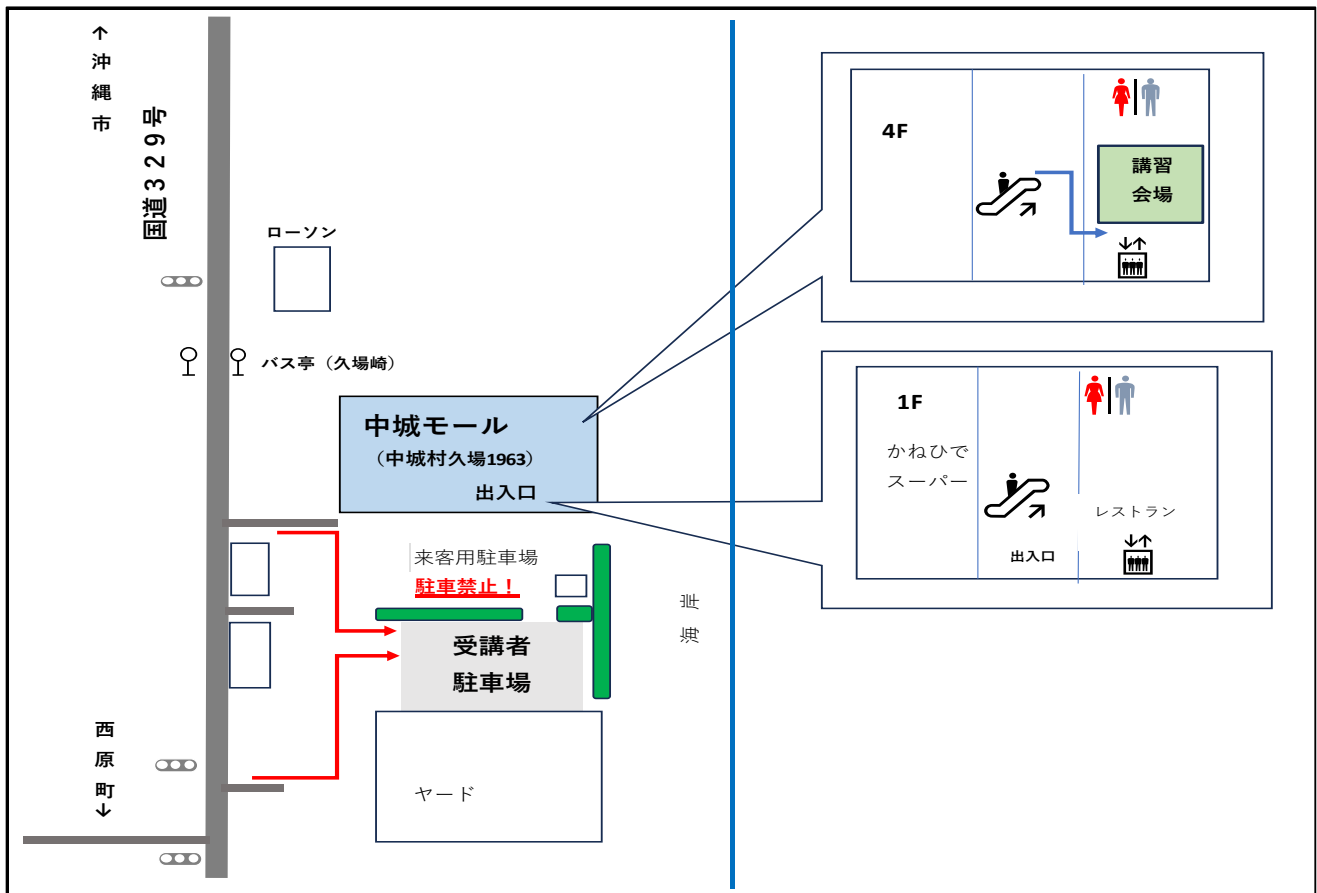 ↑沖縄市
国道３２９号
ローソン
バス亭（久場崎）
中城モール
（中城村久場1963）
出入口
来客用駐車場
駐車禁止！
受講者
駐車場
ヤード
西原町↓
海岸
4F
講習
会場
↓↑
1F
かねひで
スーパー
レストラン
出入口
↓↑